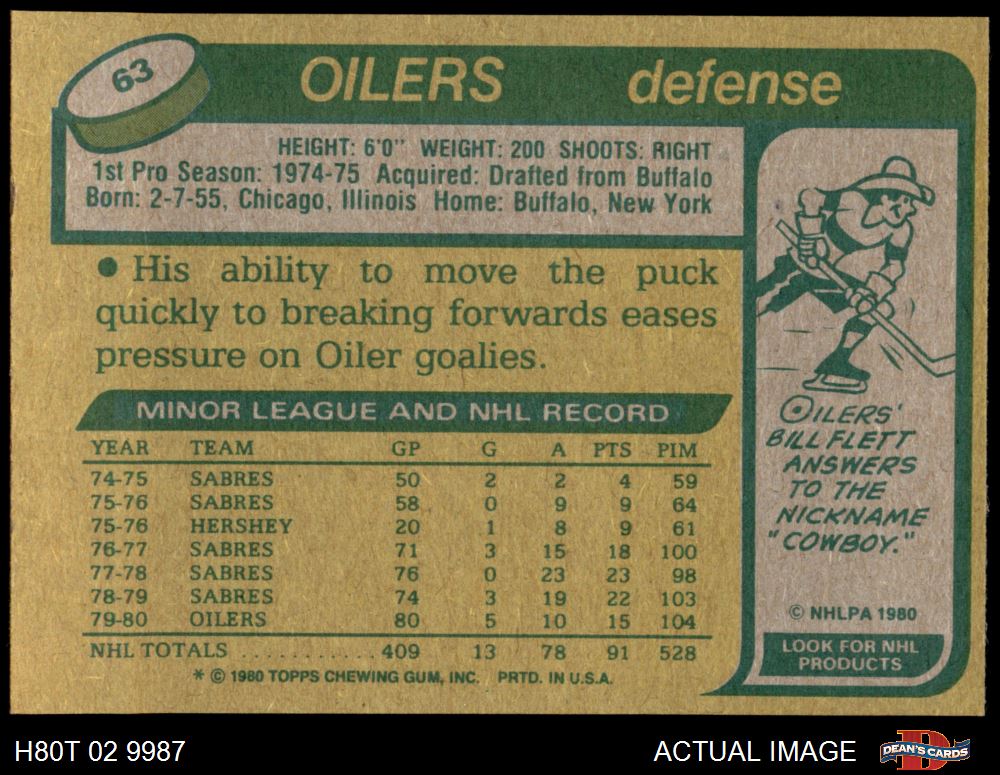 63
OILERS defense
HEIGHT: 6'0" WEIGHT: 200 SHOOTS: RIGHT
1st Pro Season: 1974-75 Acquired: Drafted from Buffalo
Born: 2-7-55, Chicago, Illinois Home: Buffalo, New York
• His ability to move the puck
quickly to breaking forwards eases
pressure on Oiler goalies.
MINOR LEAGUE AND NHL RECORD
YEAR TEAM GP G A PTS PIM
74-75 SABRES 50 2 2 4 59
75-76 SABRES 58 0 9 9 64
75-76 HERSHEY 20 1 8 9 61
76-77 SABRES 71 3 15 18 100
77-78 SABRES 76 0 23 23 98
78-79 SABRES 74 3 19 22 103
79-80 OILERS 80 5 10 15 104
NHL TOTALS ........... 409 13 78 91 528
* © 1980 TOPPS CHEWING GUM, INC. PRTD. IN U.S.A.
OILERS'
BILL FLETT
ANSWERS
TO THE
NICKNAME
"COWBOY."
© NHLPA 1980
LOOK FOR NHL
PRODUCTS
H80T 02 9987
ACTUAL IMAGE
D
DEAN'S CARDS